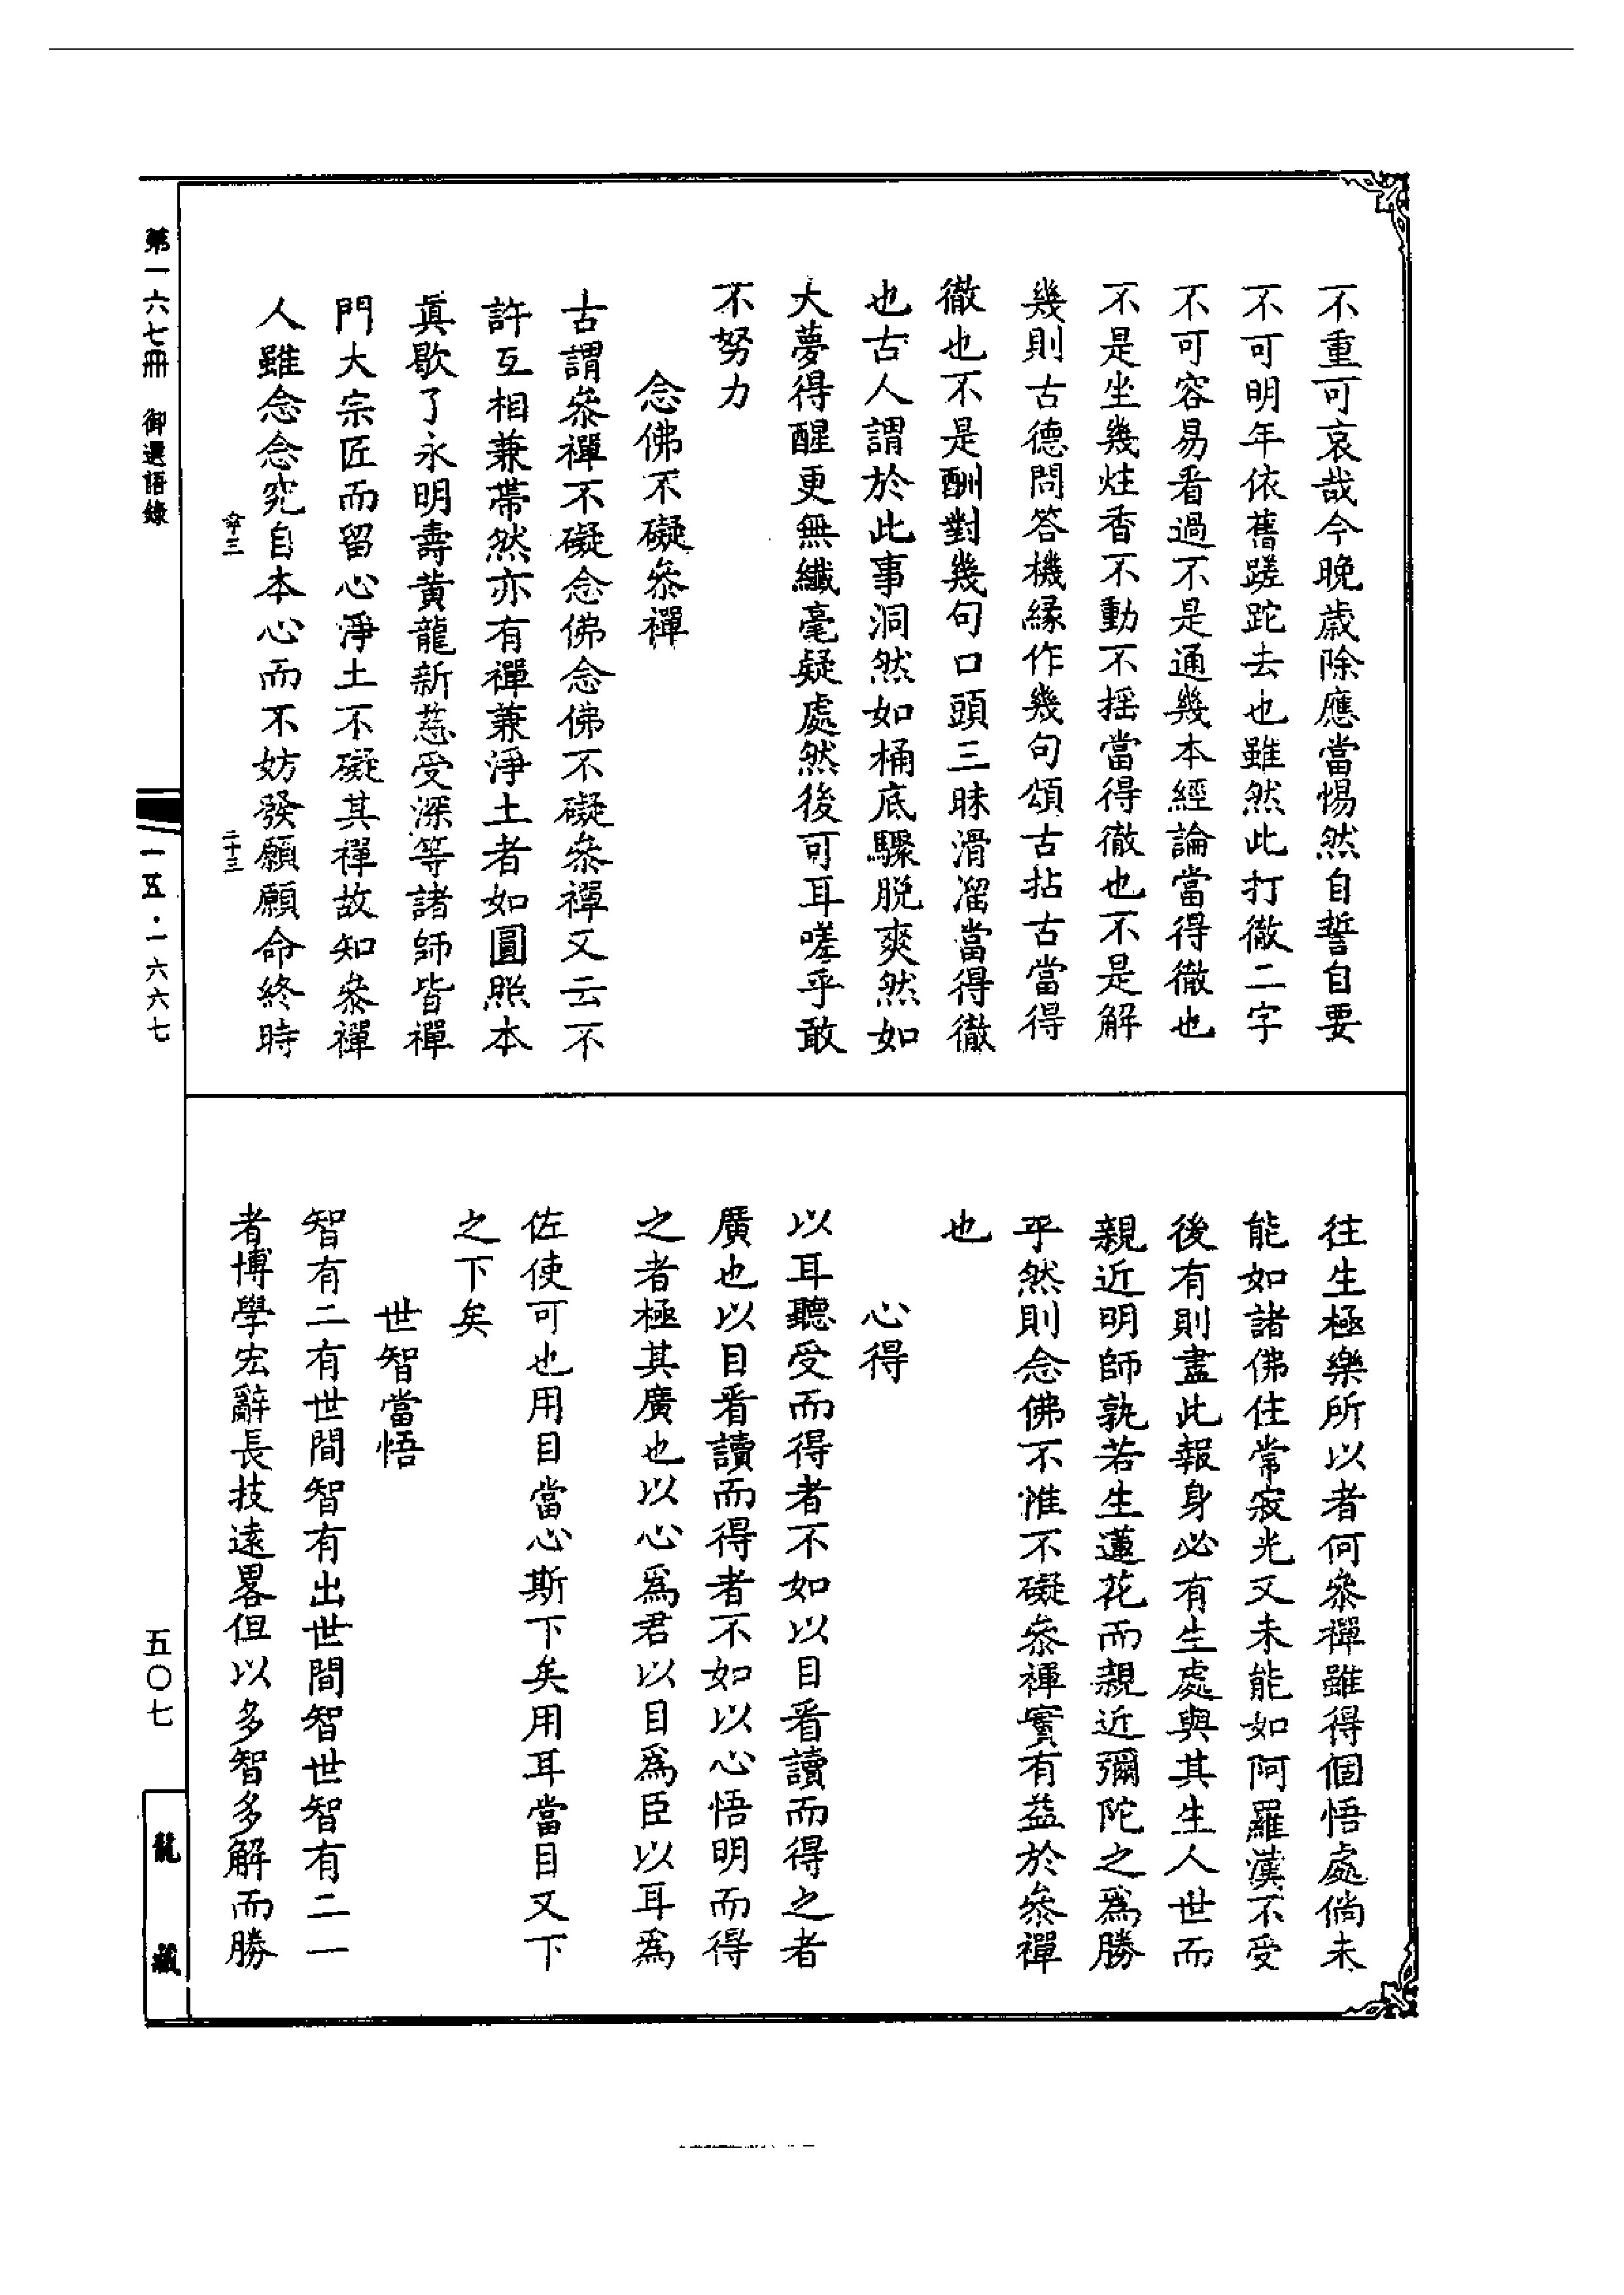 不重可哀哉今晚歲除應當惕然自誓自要
不可明年依舊蹉跎去也雖然此打徹二字
不可容易看過不是通幾本經論當得徹也
不是坐幾炷香不動不搖當得徹也不是解
幾則古德問答機緣作幾句頌古拈古當得
徹也不是酬對幾句口頭三昧滑溜當得徹
也古人謂於此事洞然如桶底驟脫爽然如
大夢得醒更無纖毫疑處然後可耳嗟乎敢
不努力
念佛不礙參禪
古謂參禪不礙念佛念佛不礙參禪又云不
許互相兼帶然亦有禪兼淨土者如圓照本
眞歇了永明壽黃龍新慈受深等諸師皆禪
門大宗匠而留心淨土不礙其禪故知參禪
人雖念念究自本心而不妨發願願命終時
往生極樂所以者何參禪雖得個悟處倘未
能如諸佛住常寂光又未能如阿羅漢不受
後有則盡此報身必有生處與其生人世而
親近明師孰若生蓮花而親近彌陀之爲勝
乎然則念佛不惟不礙參禪實有益於參禪
也
心得
以耳聽受而得者不如以目看讀而得之者
廣也以目看讀而得者不如以心悟明而得
之者極其廣也以心爲君以目爲臣以耳爲
佐使可也用目當心斯下矣用耳當目又下
之下矣
世智當悟
智有二有世間智有出世間智世智有二一
者博學宏辭長技遠畧但以多智多解而勝
第一六七冊 御選語錄
三
二十三
一五·一六六七
五〇七
龍藏